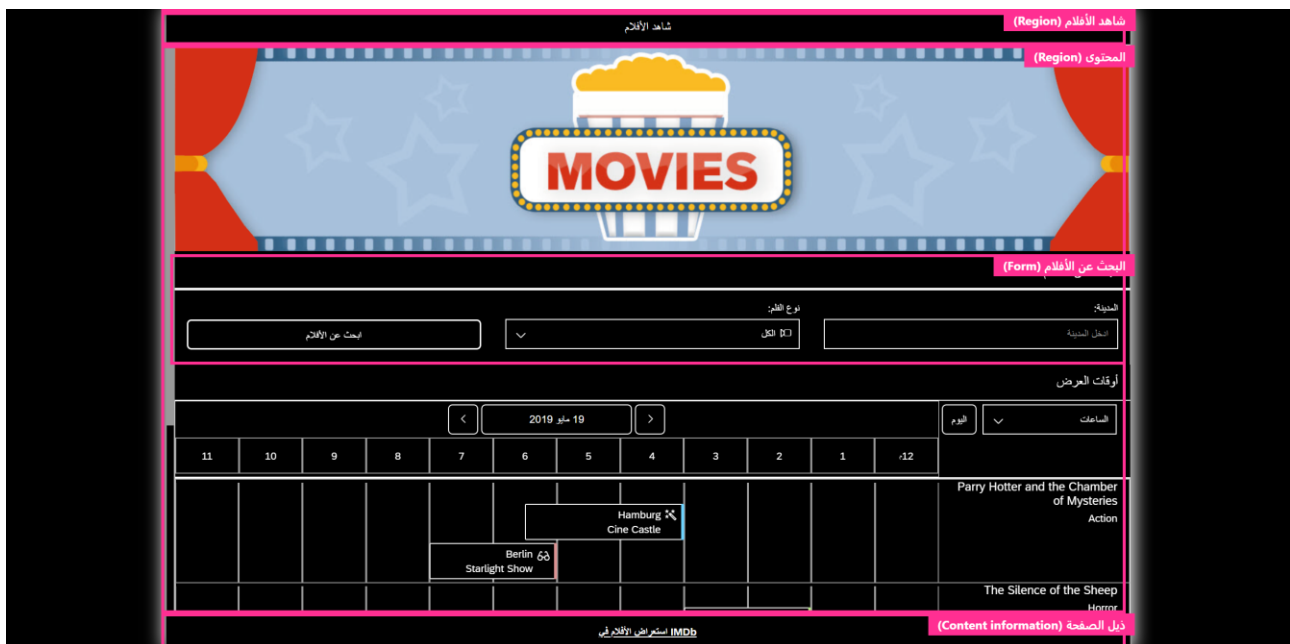 شاهد الأفلام (Region)
شاهد الأفلام
المحتوى (Region)
MOVIES
البحث عن الأفلام (Form)
المدينة:
نوع الفلم:
ادخل المدينة
الكل
ابحث عن الأفلام
أوقات العرض
الساعات
اليوم
19 مايو 2019
12م
1
2
3
4
5
6
7
8
9
10
11
Parry Hotter and the Chamber
of Mysteries
Action
Hamburg
Cine Castle
Berlin
Starlight Show
The Silence of the Sheep
Horror
ذيل الصفحة (Content information)
استعراض الأفلام في IMDb